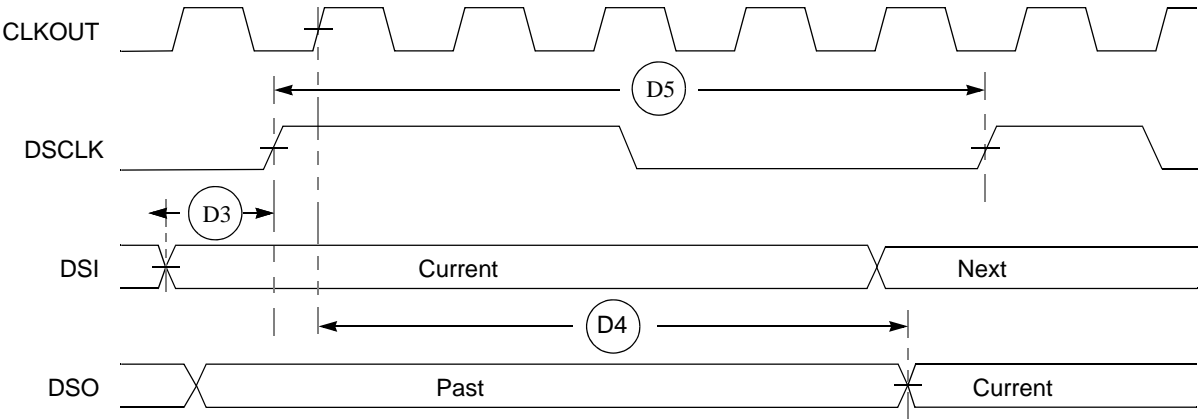 CLKOUT
D5
DSCLK
D3
DSI
Current
Next
D4
DSO
Past
Current